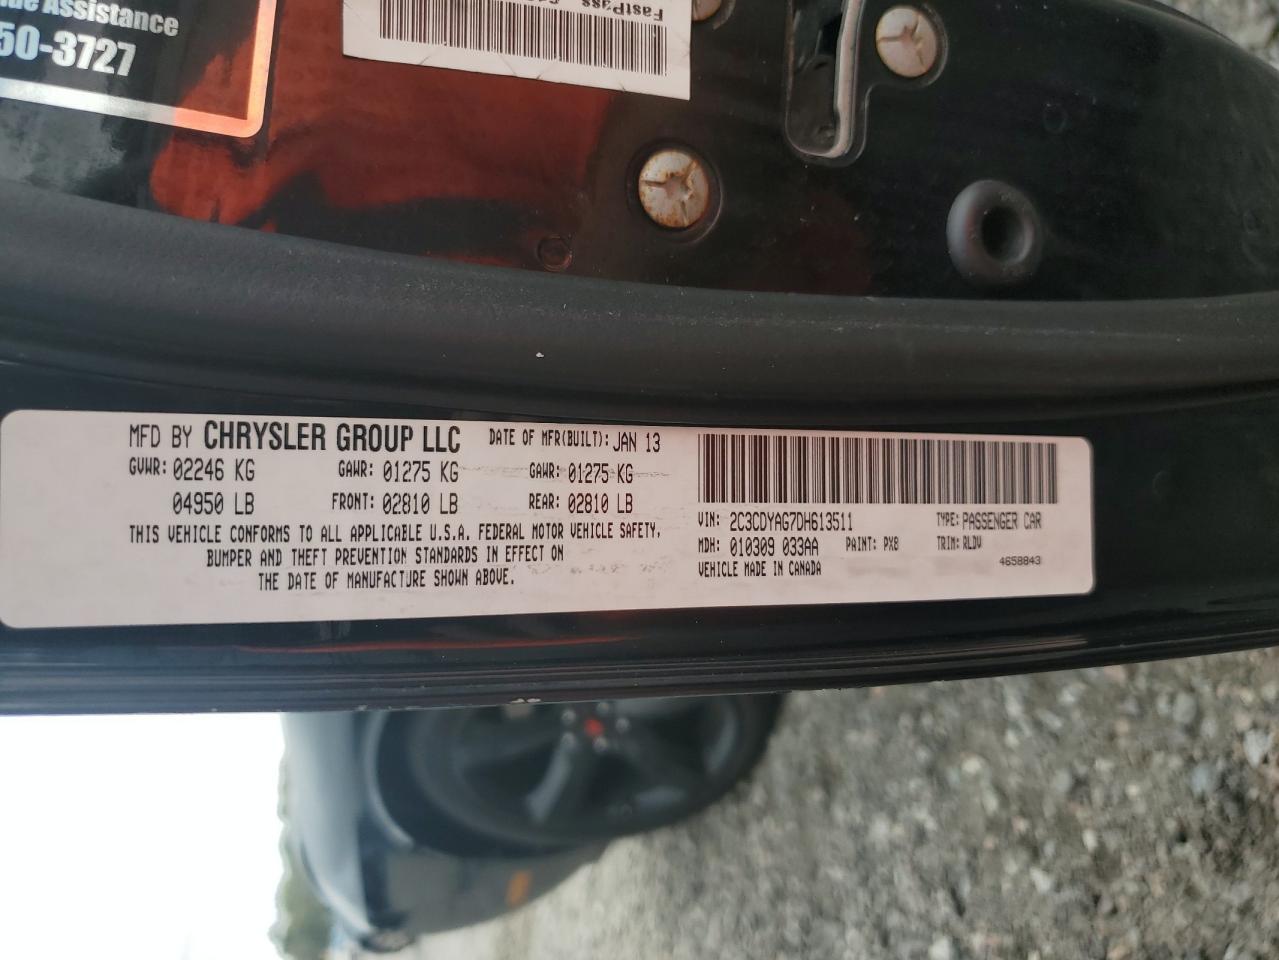 Assistance
50-3727
FastPass
MFD BY CHRYSLER GROUP LLC DATE OF MFR(BUILT): JAN 13
GVWR: 02246 KG GAWR: 01275 KG GAWR: 01275 KG
04950 LB FRONT: 02810 LB REAR: 02810 LB
THIS VEHICLE CONFORMS TO ALL APPLICABLE U.S.A. FEDERAL MOTOR VEHICLE SAFETY,
BUMPER AND THEFT PREVENTION STANDARDS IN EFFECT ON
THE DATE OF MANUFACTURE SHOWN ABOVE.
VIN: 2C3CDYAG7DH613511 TYPE: PASSENGER CAR
MDH: 010309 033AA PAINT: PX8 TRIM: RLDV
VEHICLE MADE IN CANADA 4658843